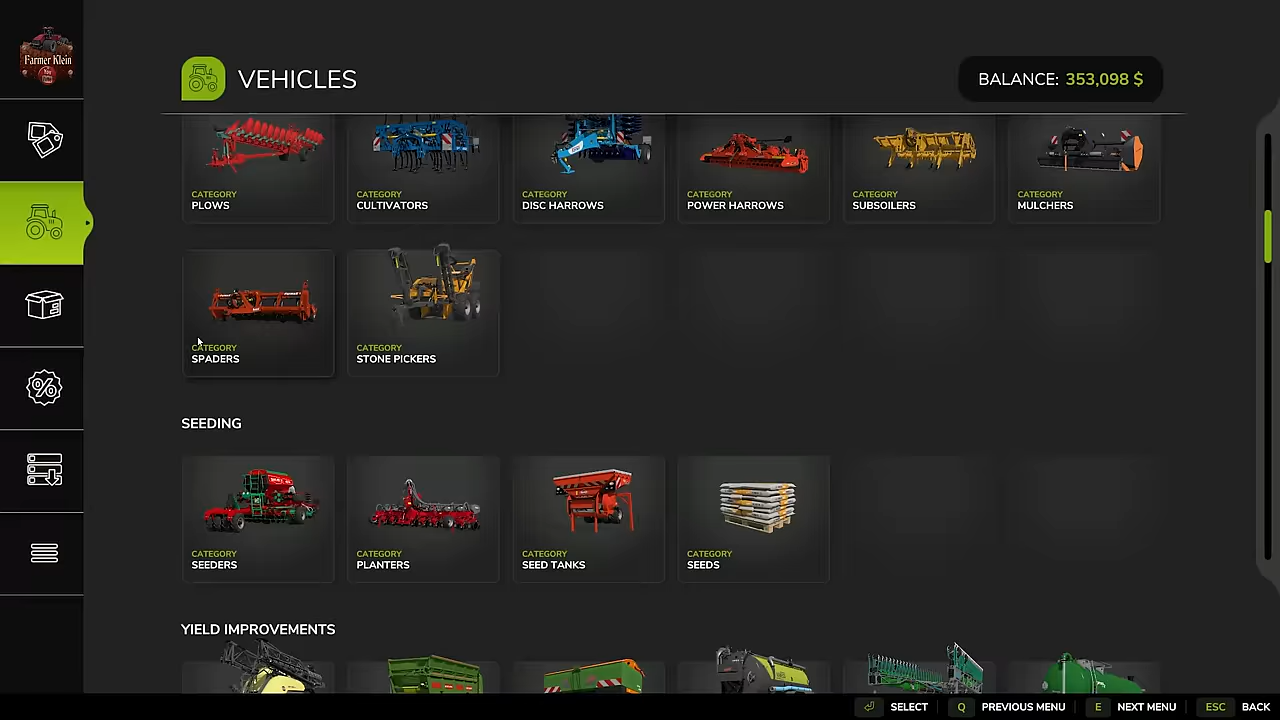 Farmer Klein
You
VEHICLES
BALANCE: 353,098 $
CATEGORY
PLOWS
CATEGORY
CULTIVATORS
CATEGORY
DISC HARROWS
CATEGORY
POWER HARROWS
CATEGORY
SUBSOILERS
CATEGORY
MULCHERS
CATEGORY
SPADERS
CATEGORY
STONE PICKERS
SEEDING
CATEGORY
SEEDERS
CATEGORY
PLANTERS
CATEGORY
SEED TANKS
CATEGORY
SEEDS
YIELD IMPROVEMENTS
SELECT Q PREVIOUS MENU E NEXT MENU ESC BACK